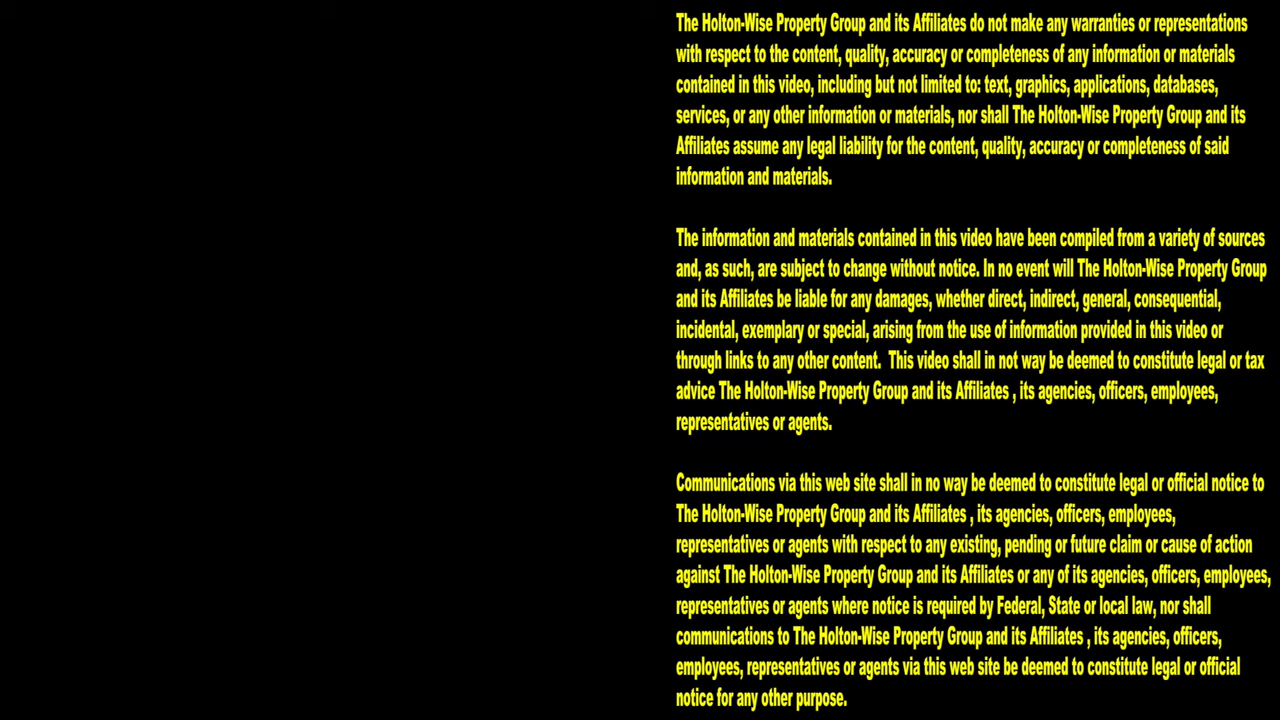 The Holton-Wise Property Group and its Affiliates do not make any warranties or representations
with respect to the content, quality, accuracy or completeness of any information or materials
contained in this video, including but not limited to: text, graphics, applications, databases,
services, or any other information or materials, nor shall The Holton-Wise Property Group and its
Affiliates assume any legal liability for the content, quality, accuracy or completeness of said
information and materials.
The information and materials contained in this video have been compiled from a variety of sources
and, as such, are subject to change without notice. In no event will The Holton-Wise Property Group
and its Affiliates be liable for any damages, whether direct, indirect, general, consequential,
incidental, exemplary or special, arising from the use of information provided in this video or
through links to any other content.  This video shall in not way be deemed to constitute legal or tax
advice The Holton-Wise Property Group and its Affiliates , its agencies, officers, employees,
representatives or agents.
Communications via this web site shall in no way be deemed to constitute legal or official notice to
The Holton-Wise Property Group and its Affiliates , its agencies, officers, employees,
representatives or agents with respect to any existing, pending or future claim or cause of action
against The Holton-Wise Property Group and its Affiliates or any of its agencies, officers, employees,
representatives or agents where notice is required by Federal, State or local law, nor shall
communications to The Holton-Wise Property Group and its Affiliates , its agencies, officers,
employees, representatives or agents via this web site be deemed to constitute legal or official
notice for any other purpose.